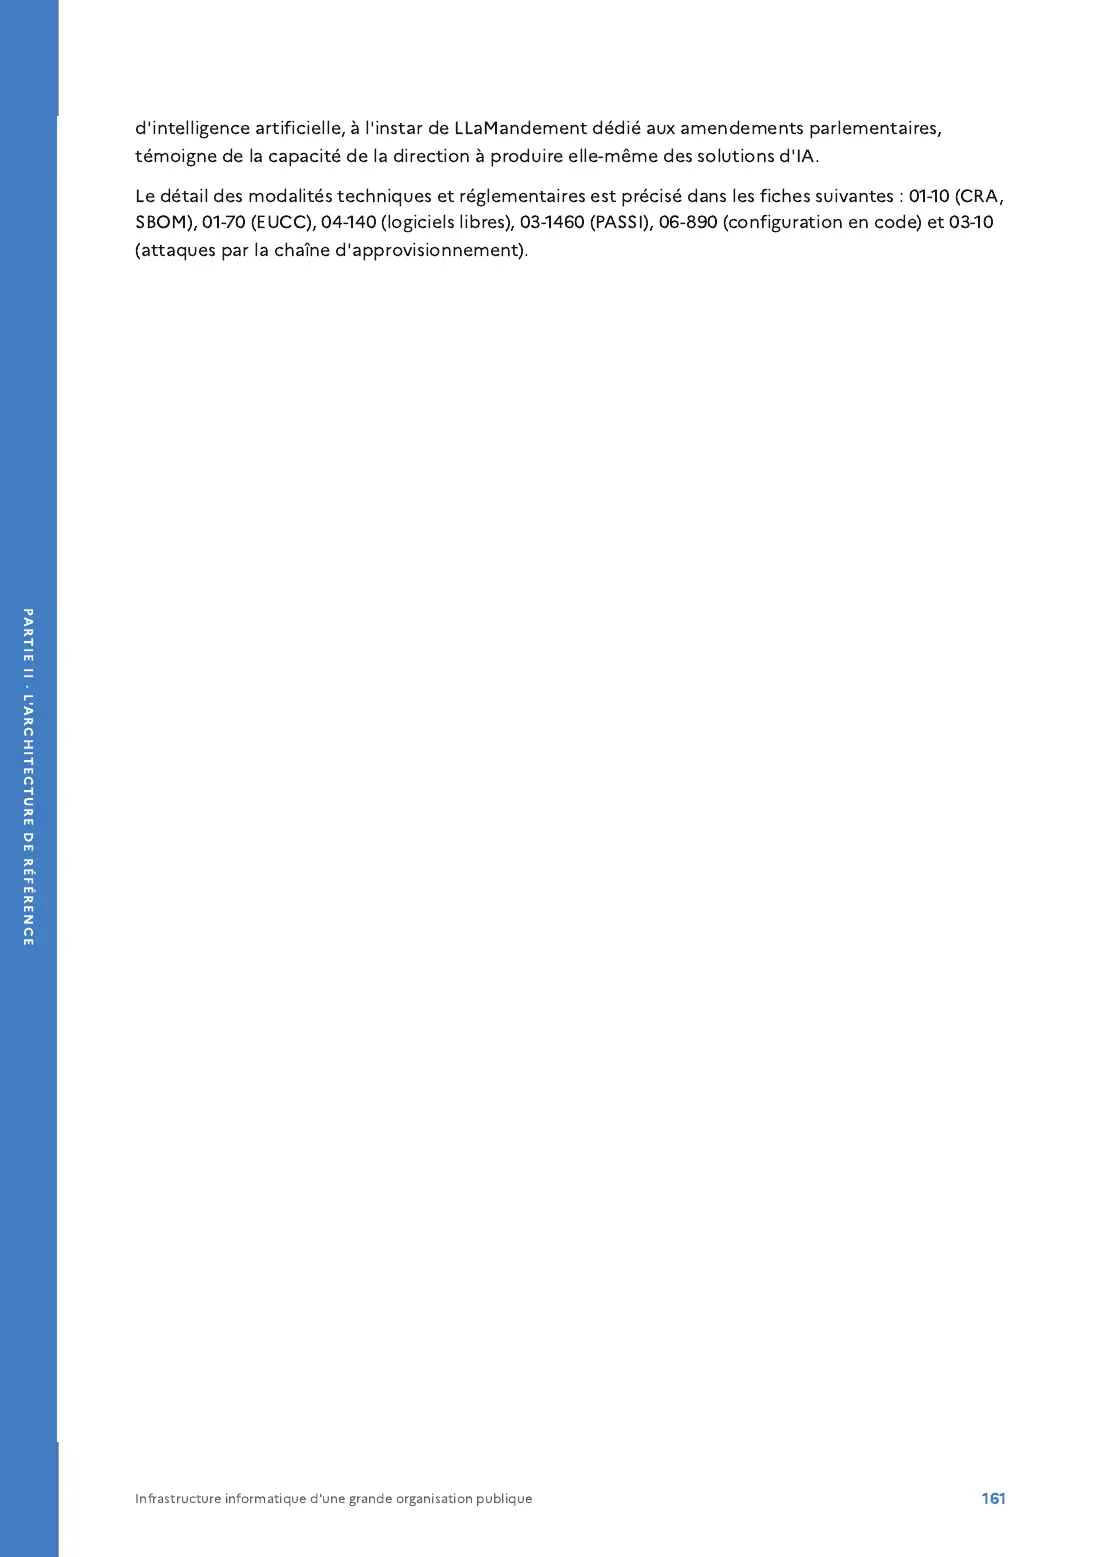 d'intelligence artificielle, à l'instar de LLaMandement dédié aux amendements parlementaires,
témoigne de la capacité de la direction à produire elle-même des solutions d'IA.
Le détail des modalités techniques et réglementaires est précisé dans les fiches suivantes : 01-10 (CRA,
SBOM), 01-70 (EUCC), 04-140 (logiciels libres), 03-1460 (PASSI), 06-890 (configuration en code) et 03-10
(attaques par la chaîne d'approvisionnement).
PARTIE II · L'ARCHITECTURE DE RÉFÉRENCE
Infrastructure informatique d'une grande organisation publique
161